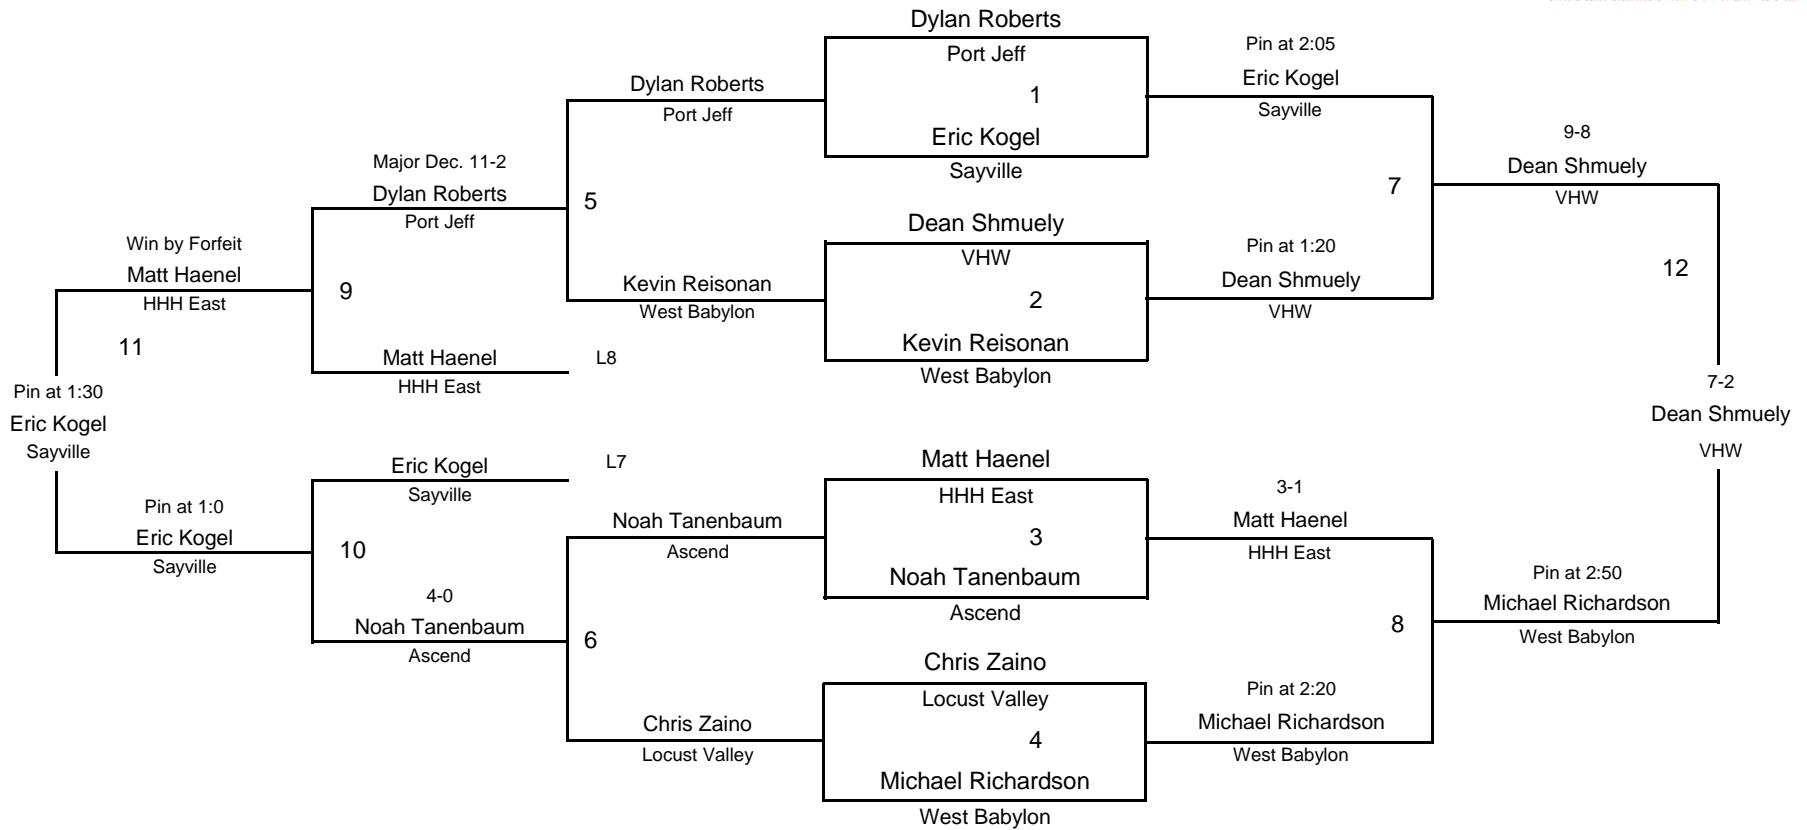 Dylan Roberts
Port Jeff
1
Eric Kogel
Sayville
Pin at 2:05
Eric Kogel
Sayville
Dylan Roberts
Port Jeff
9-8
Dean Shmuely
VHW
Major Dec. 11-2
Dylan Roberts
Port Jeff
5
7
Dean Shmuely
VHW
2
Kevin Reisonan
West Babylon
Pin at 1:20
Dean Shmuely
VHW
Win by Forfeit
Matt Haenel
HHH East
9
Kevin Reisonan
West Babylon
12
11
Matt Haenel
HHH East
L8
Pin at 1:30
Eric Kogel
Sayville
7-2
Dean Shmuely
VHW
Eric Kogel
Sayville
L7
Matt Haenel
HHH East
3
Noah Tanenbaum
Ascend
3-1
Matt Haenel
HHH East
Pin at 1:0
Eric Kogel
Sayville
10
Noah Tanenbaum
Ascend
4-0
Noah Tanenbaum
Ascend
6
8
Pin at 2:50
Michael Richardson
West Babylon
Chris Zaino
Locust Valley
4
Michael Richardson
West Babylon
Pin at 2:20
Michael Richardson
West Babylon
Chris Zaino
Locust Valley